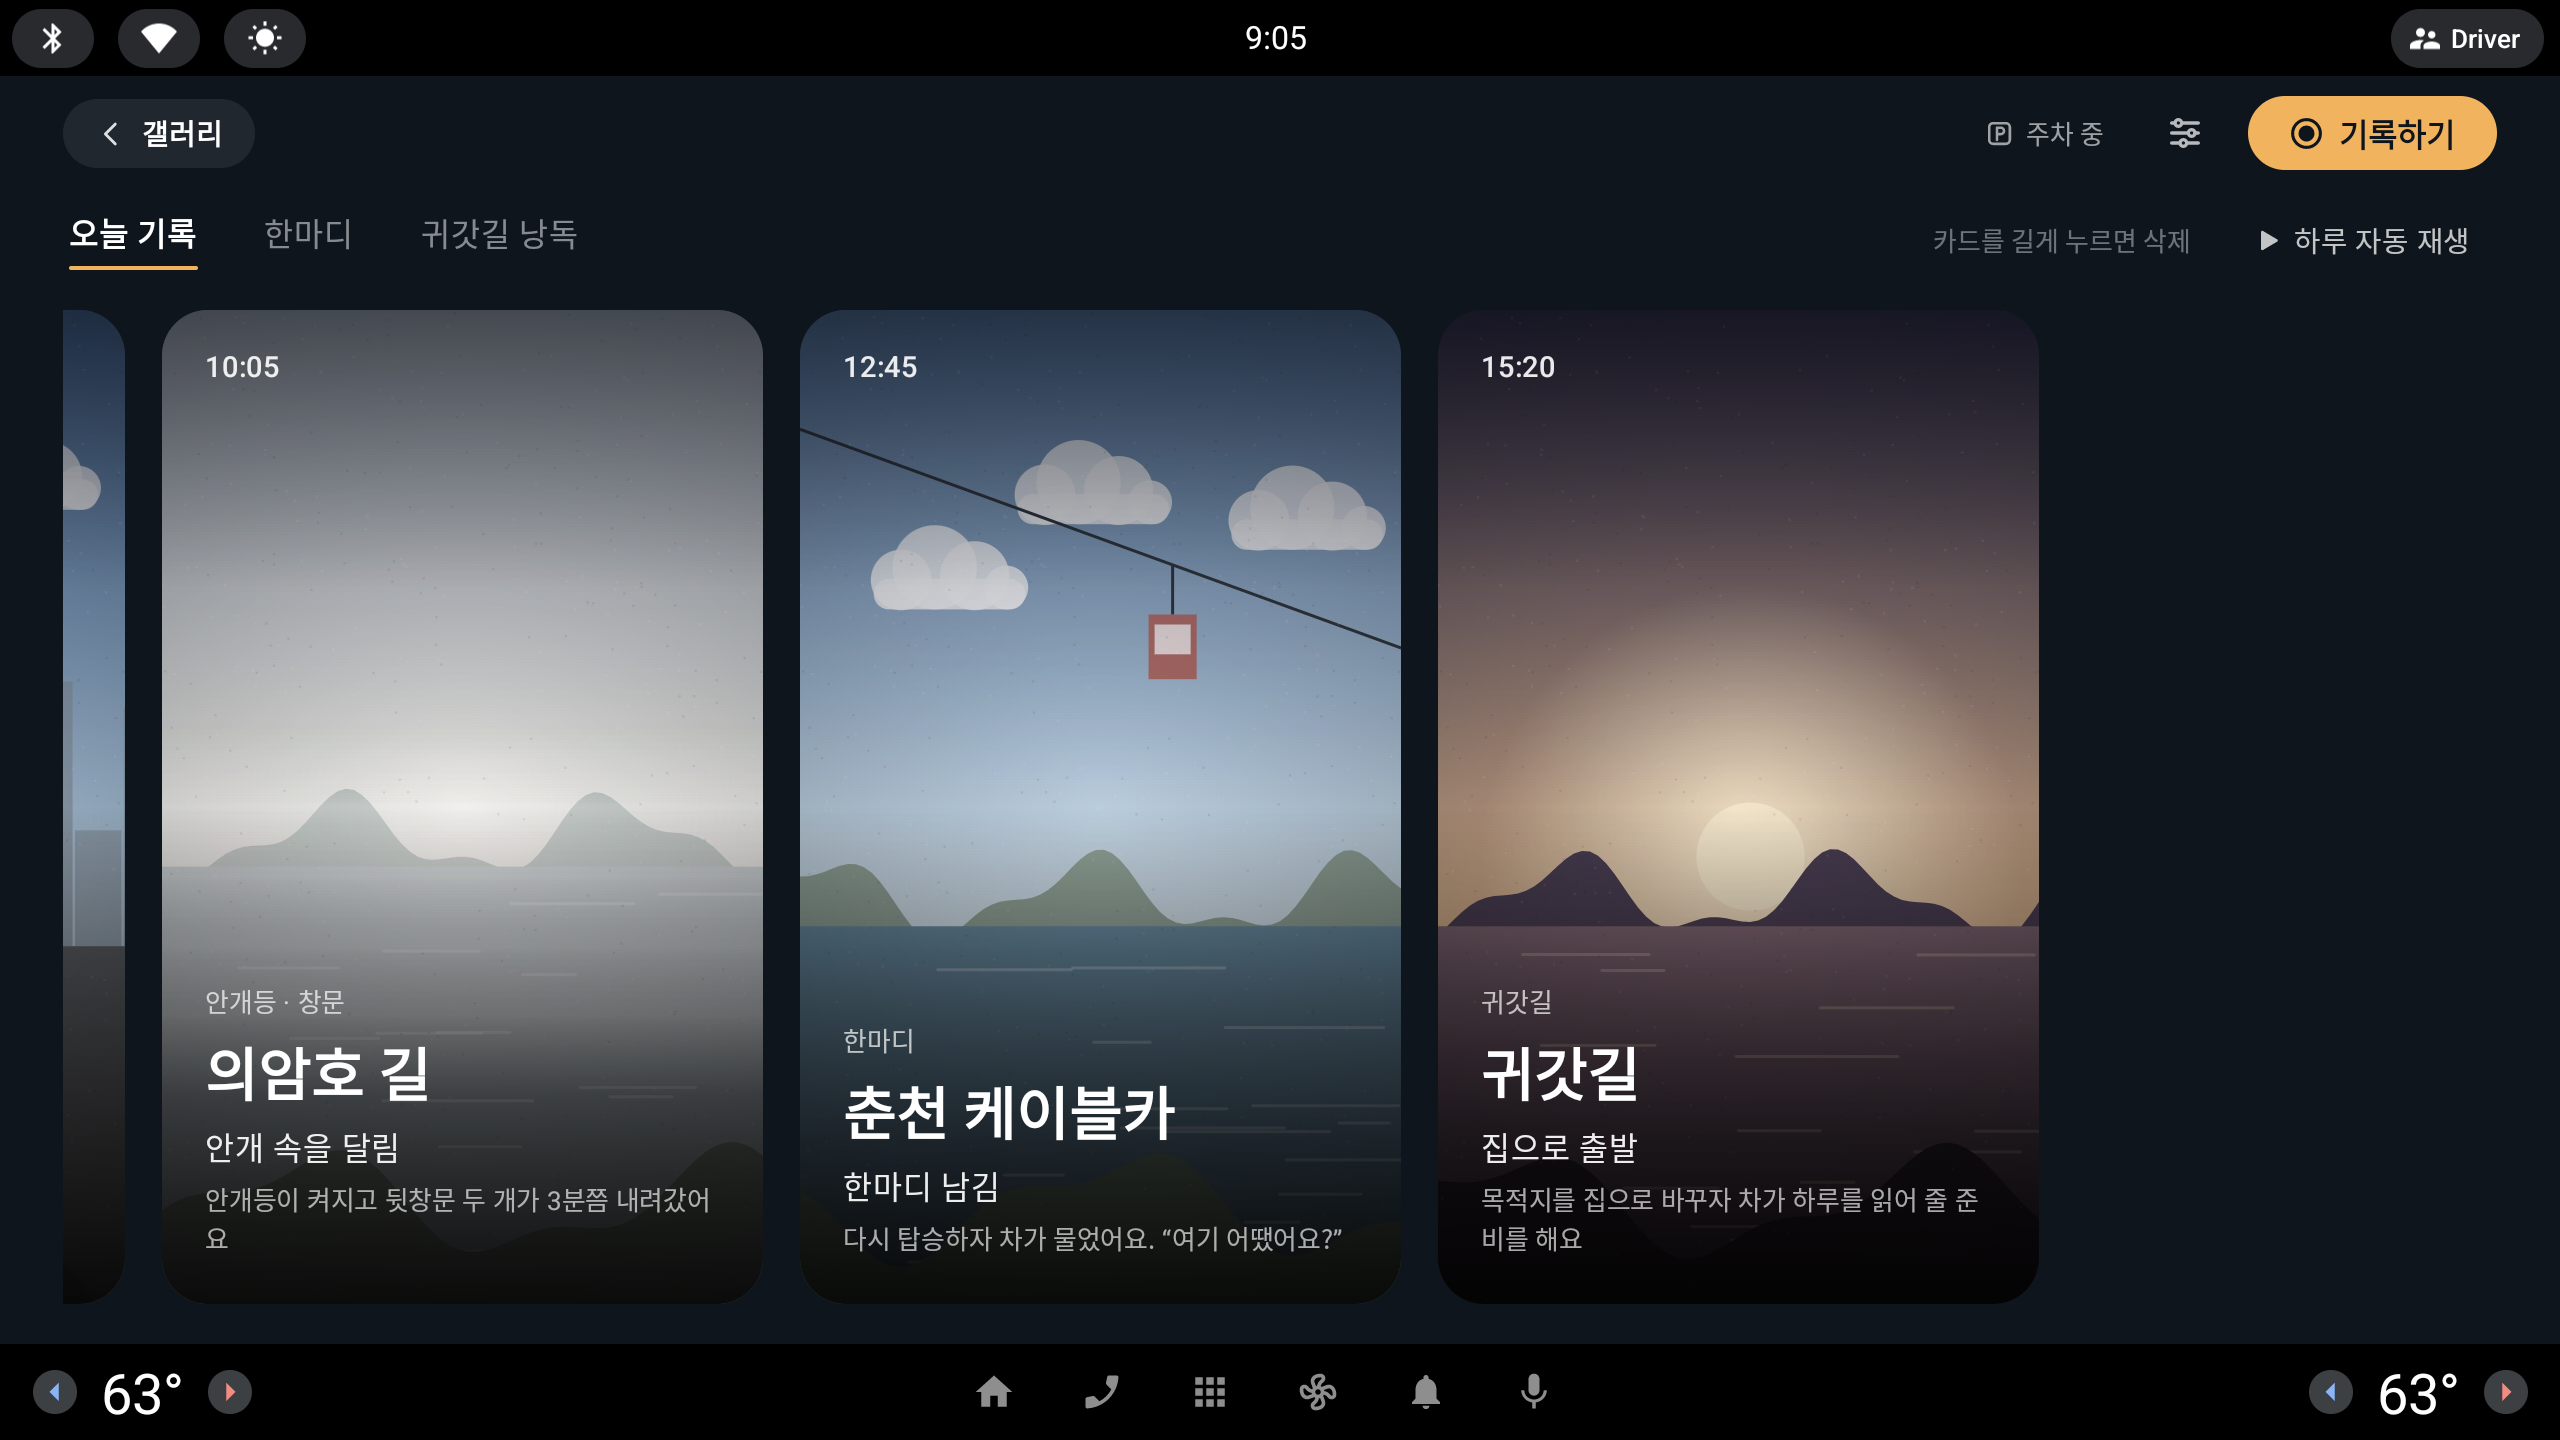 9:05
Driver
갤러리
주차 중
기록하기
오늘 기록
한마디
귀갓길 낭독
카드를 길게 누르면 삭제
하루 자동 재생
10:05
안개등 · 창문
의암호 길
안개 속을 달림
안개등이 켜지고 뒷창문 두 개가 3분쯤 내려갔어
요
12:45
한마디
춘천 케이블카
한마디 남김
다시 탑승하자 차가 물었어요. “여기 어땠어요?”
15:20
귀갓길
귀갓길
집으로 출발
목적지를 집으로 바꾸자 차가 하루를 읽어 줄 준
비를 해요
63°
63°